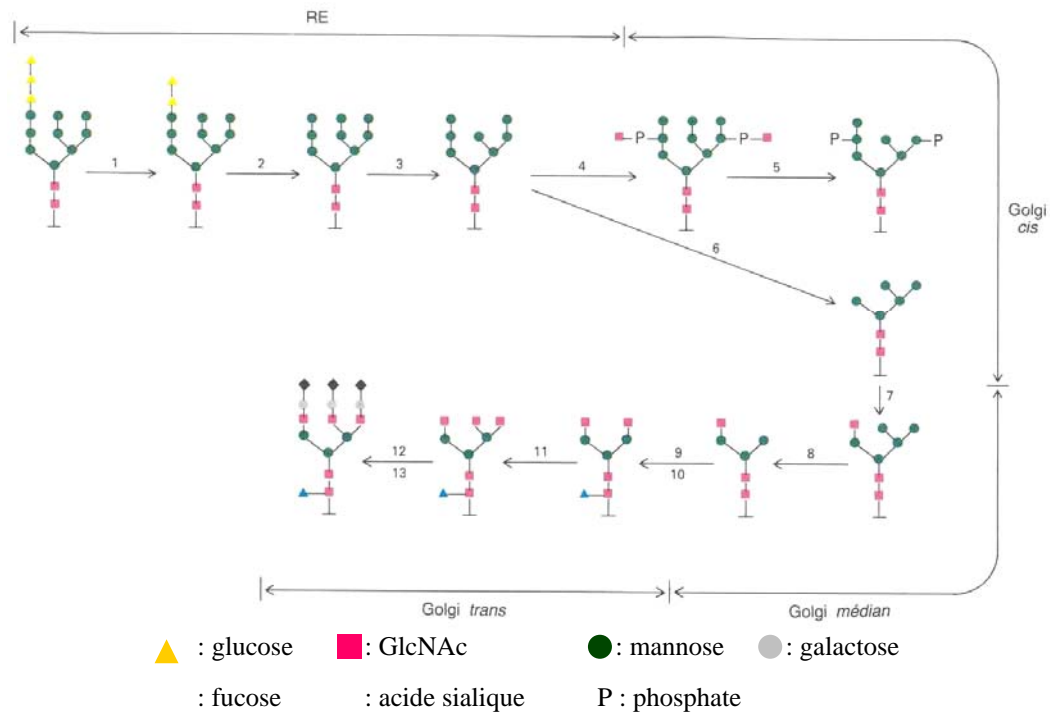 RE
1
2
3
4
5
P
P
P
P
6
Golgi
cis
7
12
13
11
9
10
8
Golgi trans
Golgi médian
: glucose : GlcNAc : mannose : galactose
: fucose : acide sialique P : phosphate